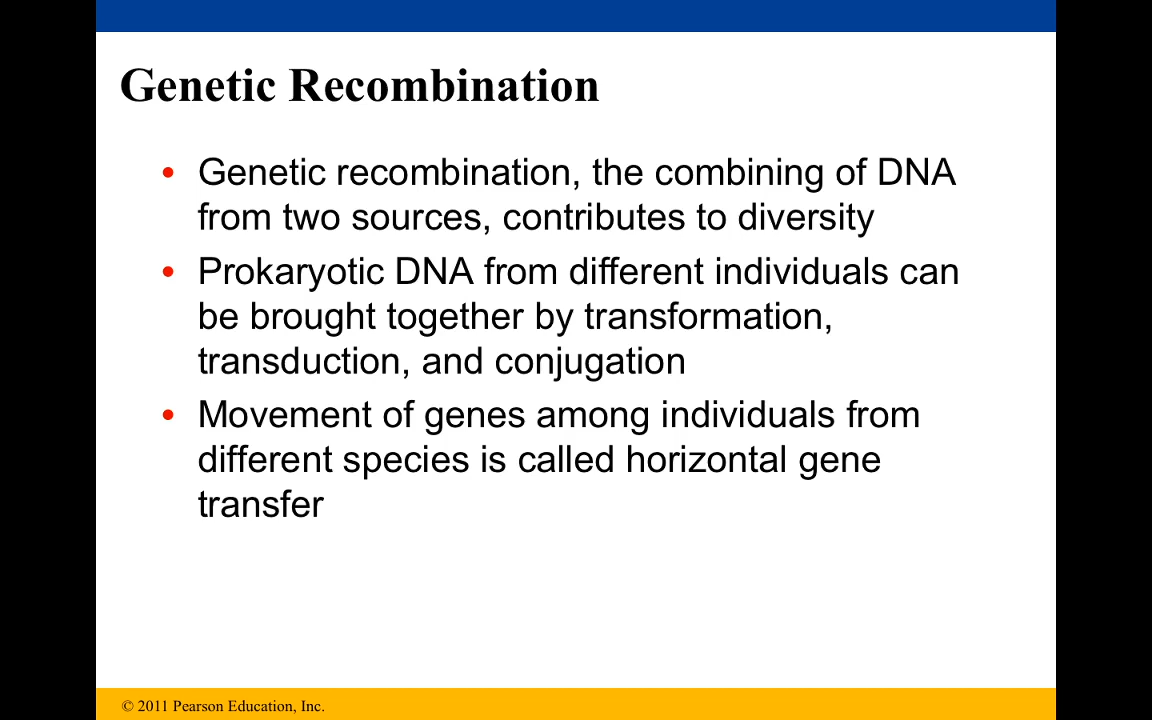 Genetic Recombination
• Genetic recombination, the combining of DNA
from two sources, contributes to diversity
• Prokaryotic DNA from different individuals can
be brought together by transformation,
transduction, and conjugation
• Movement of genes among individuals from
different species is called horizontal gene
transfer
© 2011 Pearson Education, Inc.